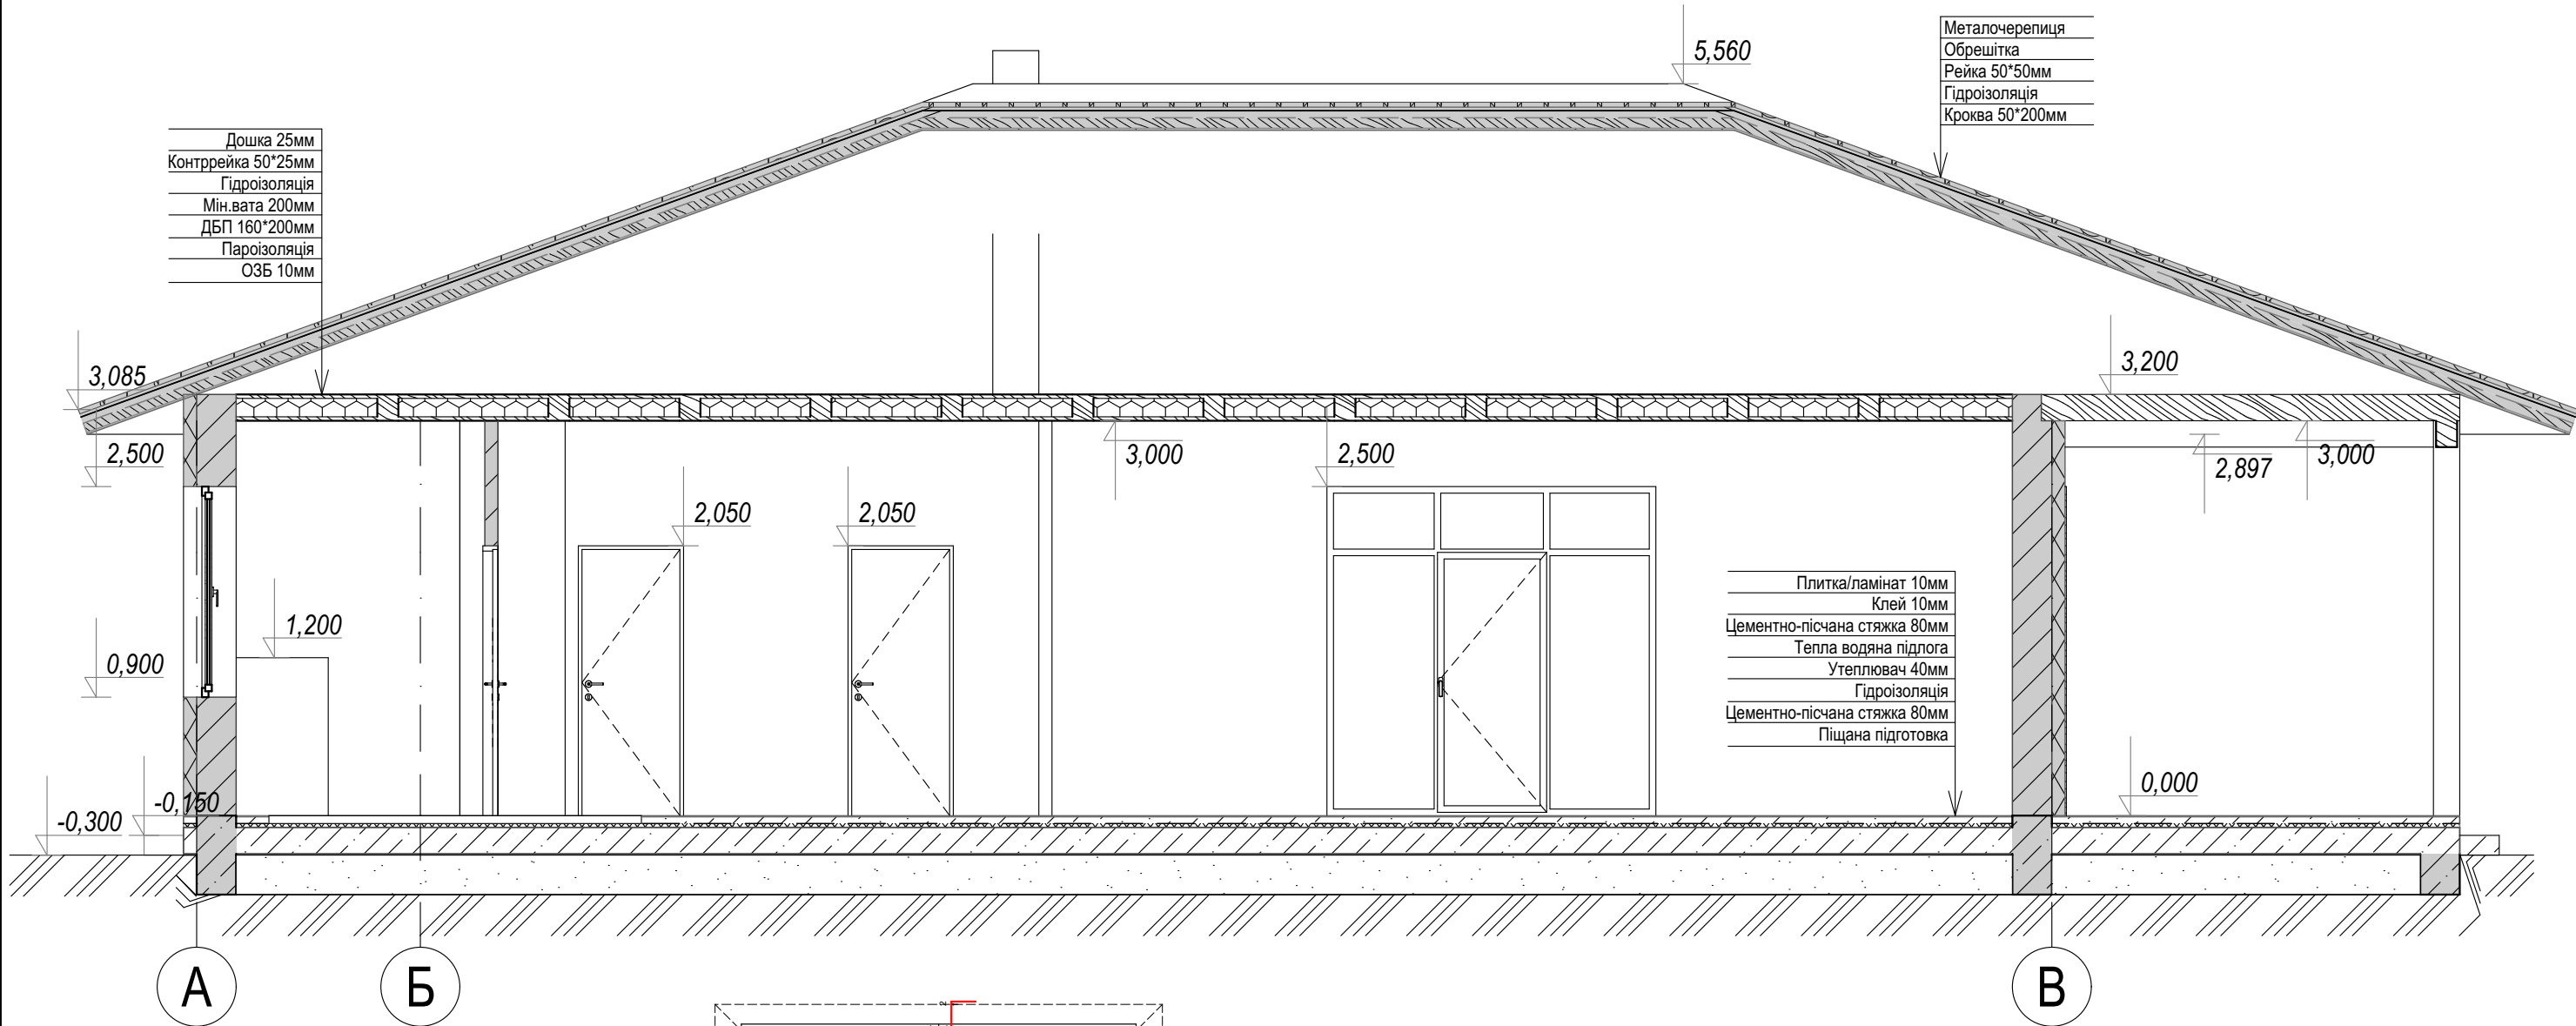 5,560
Металочерепиця
Обрешітка
Рейка 50*50мм
Гідроізоляція
Кроква 50*200мм
Дошка 25мм
Контррейка 50*25мм
Гідроізоляція
Мін.вата 200мм
ДБП 160*200мм
Пароізоляція
ОЗБ 10мм
3,085
3,200
2,500
3,000
2,500
2,897
3,000
2,050
2,050
1,200
0,900
Плитка/ламінат 10мм
Клей 10мм
Цементно-пісчана стяжка 80мм
Тепла водяна підлога
Утеплювач 40мм
Гідроізоляція
Цементно-пісчана стяжка 80мм
Піщана підготовка
0,000
-0,150
-0,300
А
Б
В